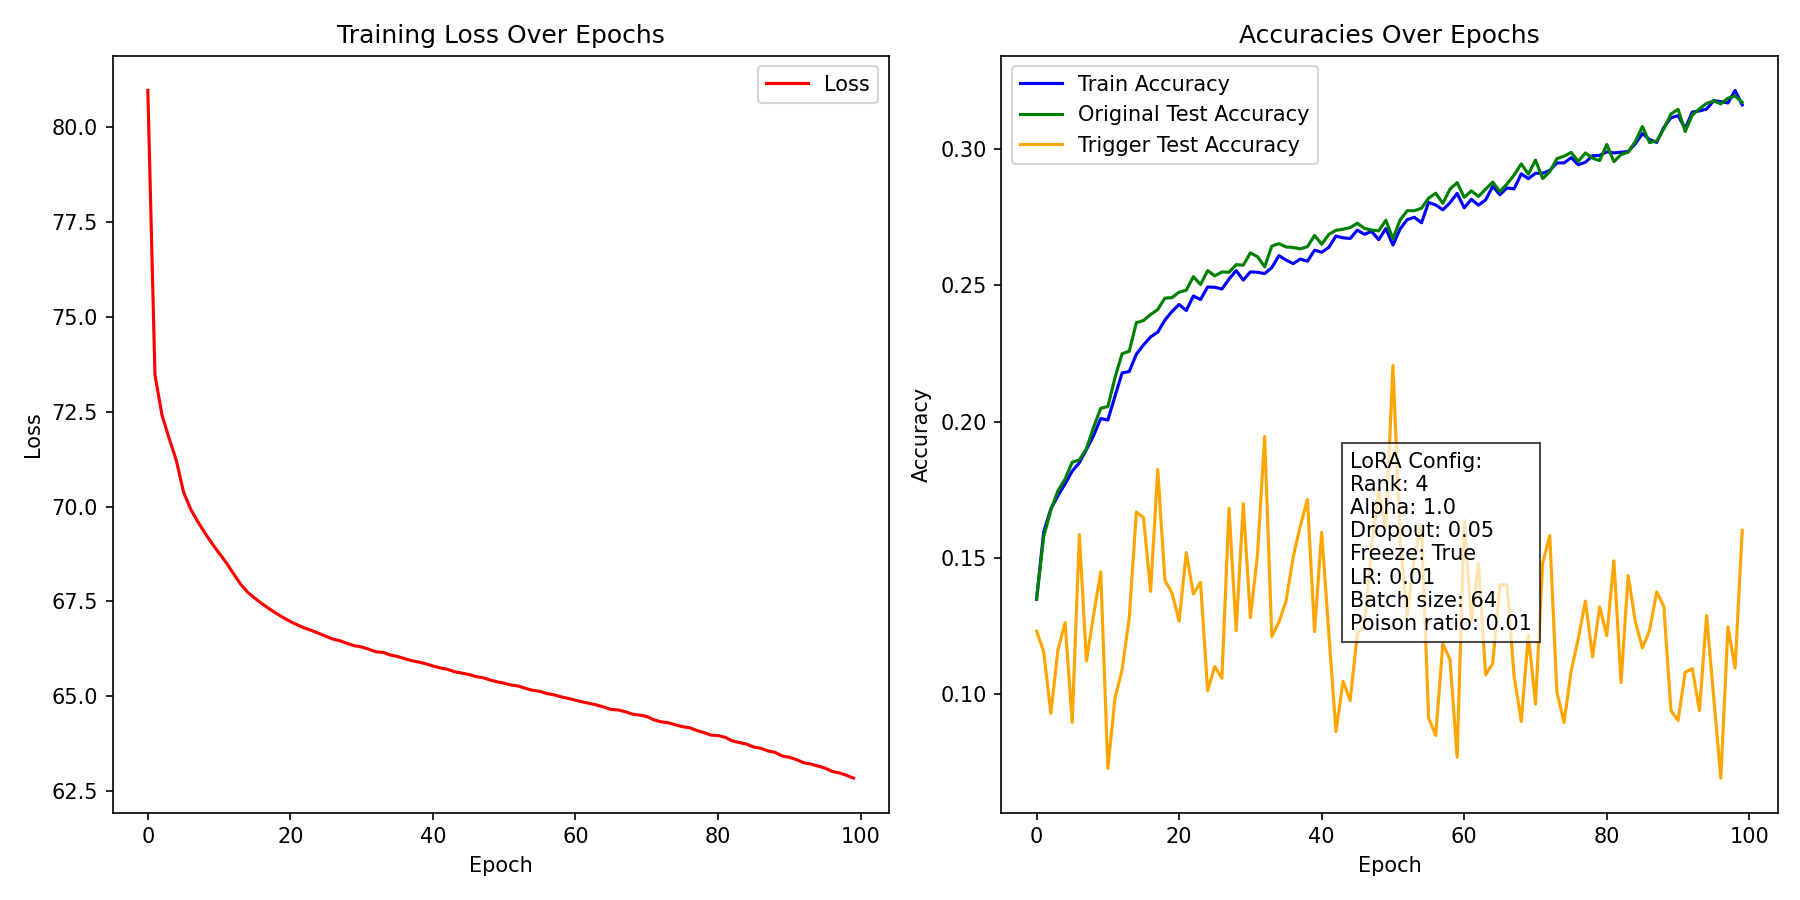 Training Loss Over Epochs
Loss
80.0
77.5
75.0
72.5
70.0
67.5
65.0
62.5
Loss
0 20 40 60 80 100
Epoch
Accuracies Over Epochs
Train Accuracy
Original Test Accuracy
Trigger Test Accuracy
0.30
0.25
0.20
0.15
0.10
Accuracy
LoRA Config:
Rank: 4
Alpha: 1.0
Dropout: 0.05
Freeze: True
LR: 0.01
Batch size: 64
Poison ratio: 0.01
0 20 40 60 80 100
Epoch